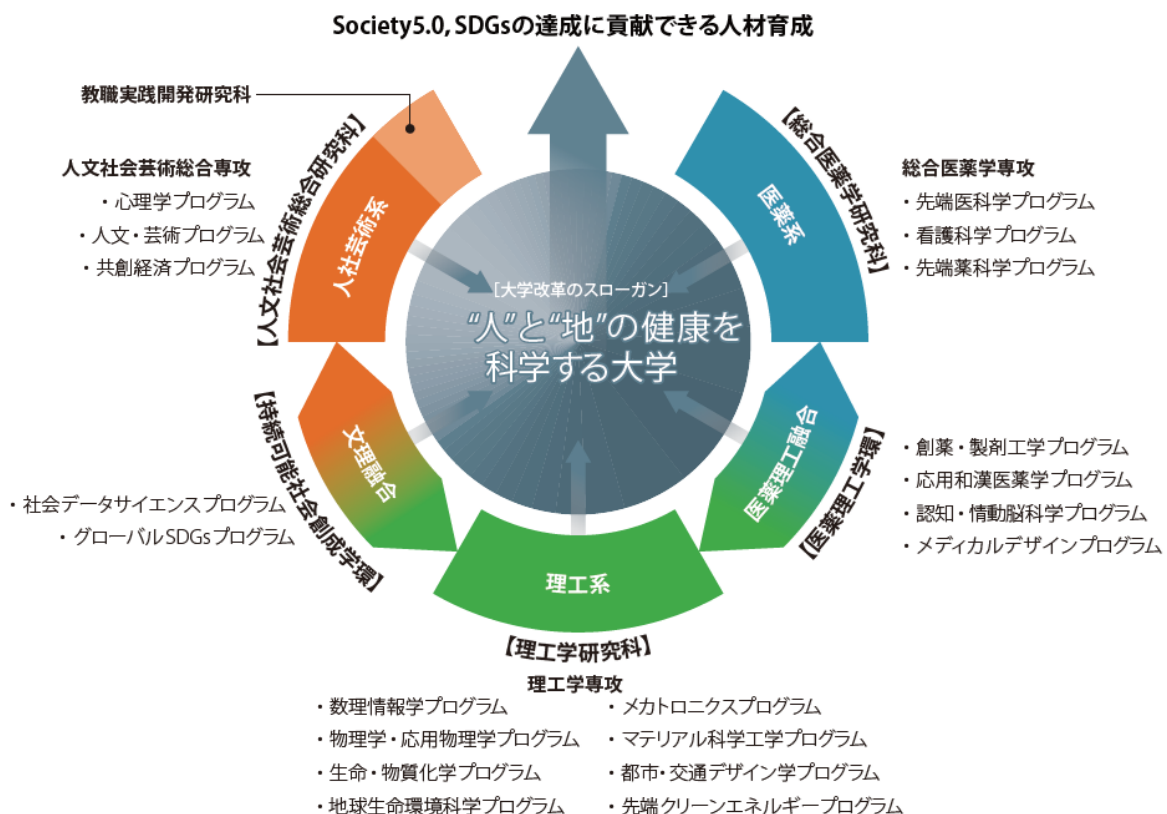 Society5.0, SDGsの達成に貢献できる人材育成
教職実践開発研究科
【人文社会芸術総合研究科】
人文社会芸術総合専攻
・心理学プログラム
・人文・芸術プログラム
・共創経済プログラム
人社芸術系
【総合医薬学研究科】
医薬系
総合医薬学専攻
・先端医科学プログラム
・看護科学プログラム
・先端薬科学プログラム
［大学改革のスローガン］
“人”と“地”の健康を
科学する大学
【持続可能社会創成学環】
文理融合
・社会データサイエンスプログラム
・グローバルSDGsプログラム
医薬理工融合
【医薬理工学環】
・創薬・製剤工学プログラム
・応用和漢医薬学プログラム
・認知・情動脳科学プログラム
・メディカルデザインプログラム
理工系
【理工学研究科】
理工学専攻
・数理情報学プログラム
・物理学・応用物理学プログラム
・生命・物質化学プログラム
・地球生命環境科学プログラム
・メカトロニクスプログラム
・マテリアル科学工学プログラム
・都市・交通デザイン学プログラム
・先端クリーンエネルギープログラム